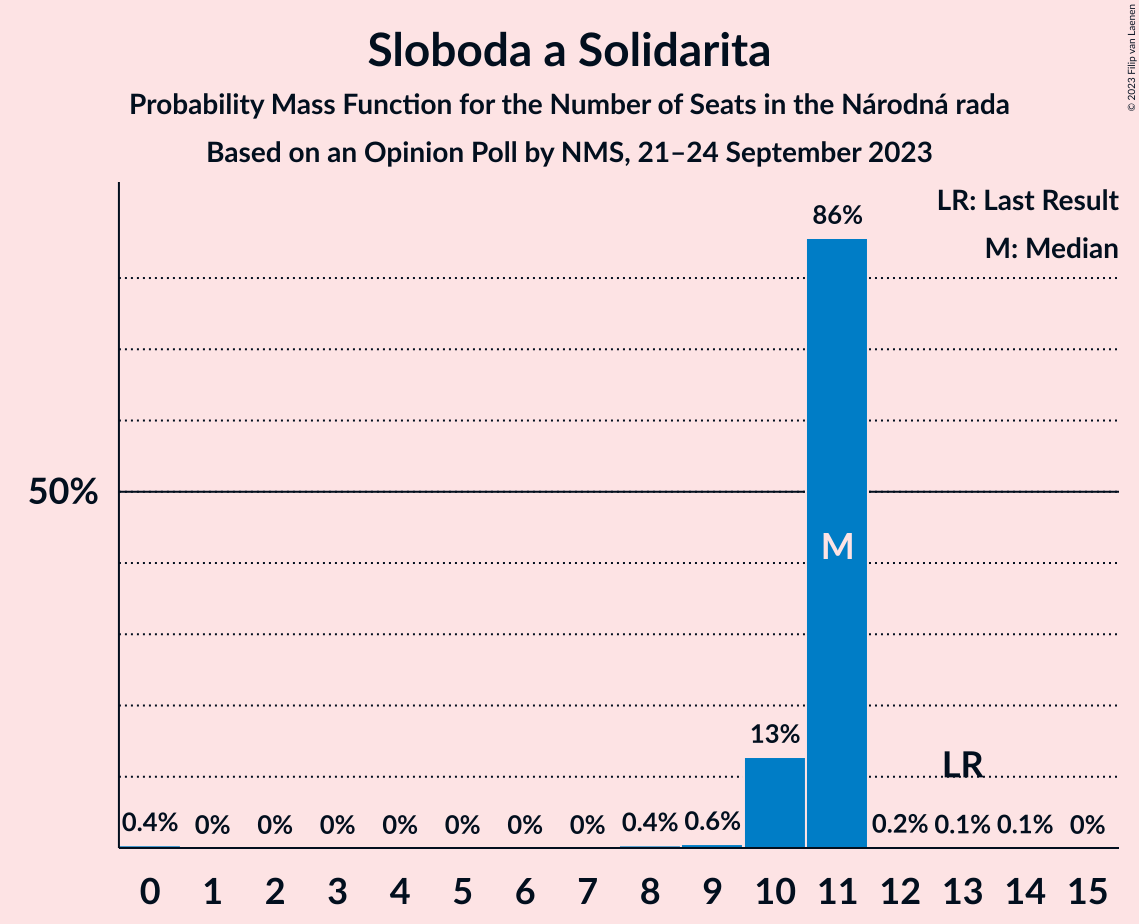 Sloboda a Solidarita
Probability Mass Function for the Number of Seats in the Národná rada
Based on an Opinion Poll by NMS, 21–24 September 2023
© 2023 Filip van Laenen
LR: Last Result
M: Median
86%
50%
M
13%
LR
0.4% 0% 0% 0% 0% 0% 0% 0% 0.4% 0.6% 0.2% 0.1% 0.1% 0%
0 1 2 3 4 5 6 7 8 9 10 11 12 13 14 15